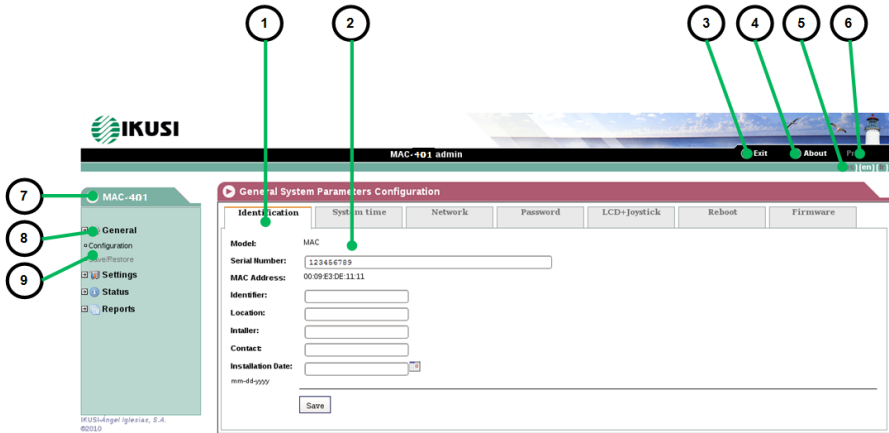 1 2 3 4 5 6
IKUSI
MAC-401 admin
Exit About
[en]
7 MAC-401
General System Parameters Configuration
Identification System time Network Password LCD+Joystick Reboot Firmware
8 General
Configuration
9 Save/Restore
Settings
Status
Reports
Model: MAC
Serial Number: 123456789
MAC Address: 00:09:E3:DE:11:11
Identifier:
Location:
Intaller:
Contact:
Installation Date:
mm-dd-yyyy
Save
IKUSI-Ángel Iglesias, S.A.
©2010